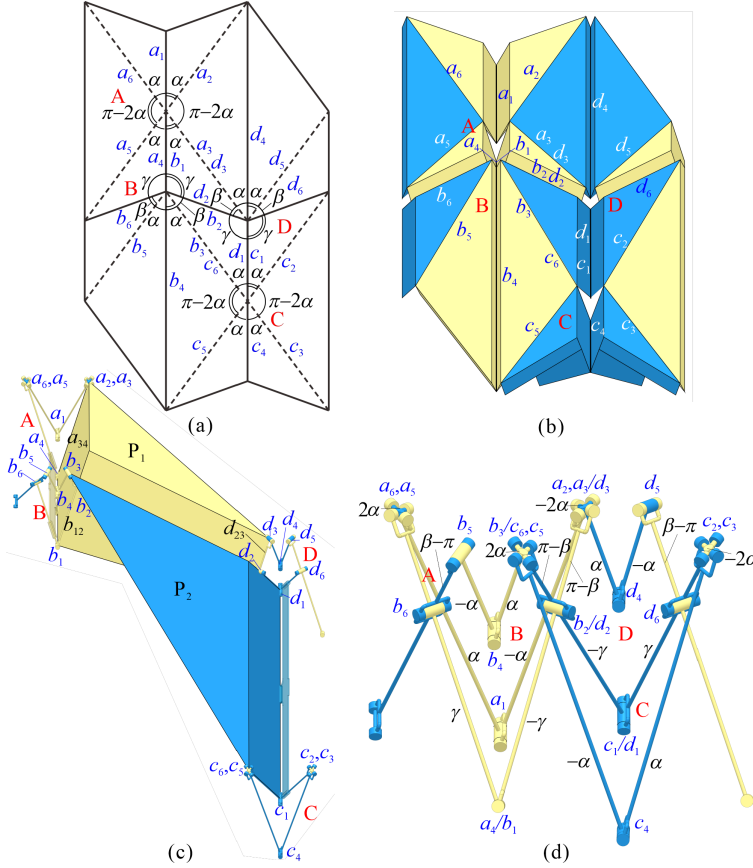 a₁
a₆ α α a₂
A
π−2α π−2α
a₅ α α a₃ d₄
a₄ b₁ d₃ d₅
B γ γ d₂ α α d₆
β β β β
b₆ α α b₂ D
b₅ b₃ d₁ γ γ c₁
b₄ c₆ α α c₂
π−2α π−2α
α α C
c₅ c₄ c₃
(a)
a₆ a₂
a₁ d₄
A a₃ d₅
a₅ a₄ b₁ d₃
b₂ d₂ d₆
b₆ B b₃ D
b₅ d₁ c₂
b₄ c₆ c₁
c₅ C c₄ c₃
(b)
a₆, a₅ a₂, a₃
a₁
A
a₄ a₃₄ P₁
b₅ b₃
b₆
b₄ b₂
B b₁₂
b₁
d₂₃ d₃ d₄ d₅
d₂ D
d₆
P₂ d₁
c₆, c₅ c₂, c₃
c₁ C
c₄
(c)
a₆, a₅ a₂, a₃/d₃ d₅
2α −2α
b₅ b₃/c₆, c₅ c₂, c₃
β−π 2α π−β β−π −2α
A π−β α −α
b₆ −α α d₄ d₆
B b₂/d₂ D
α b₄ −α −γ γ
a₁ C
γ −γ c₁/d₁
−α α
a₄/b₁ c₄
(d)